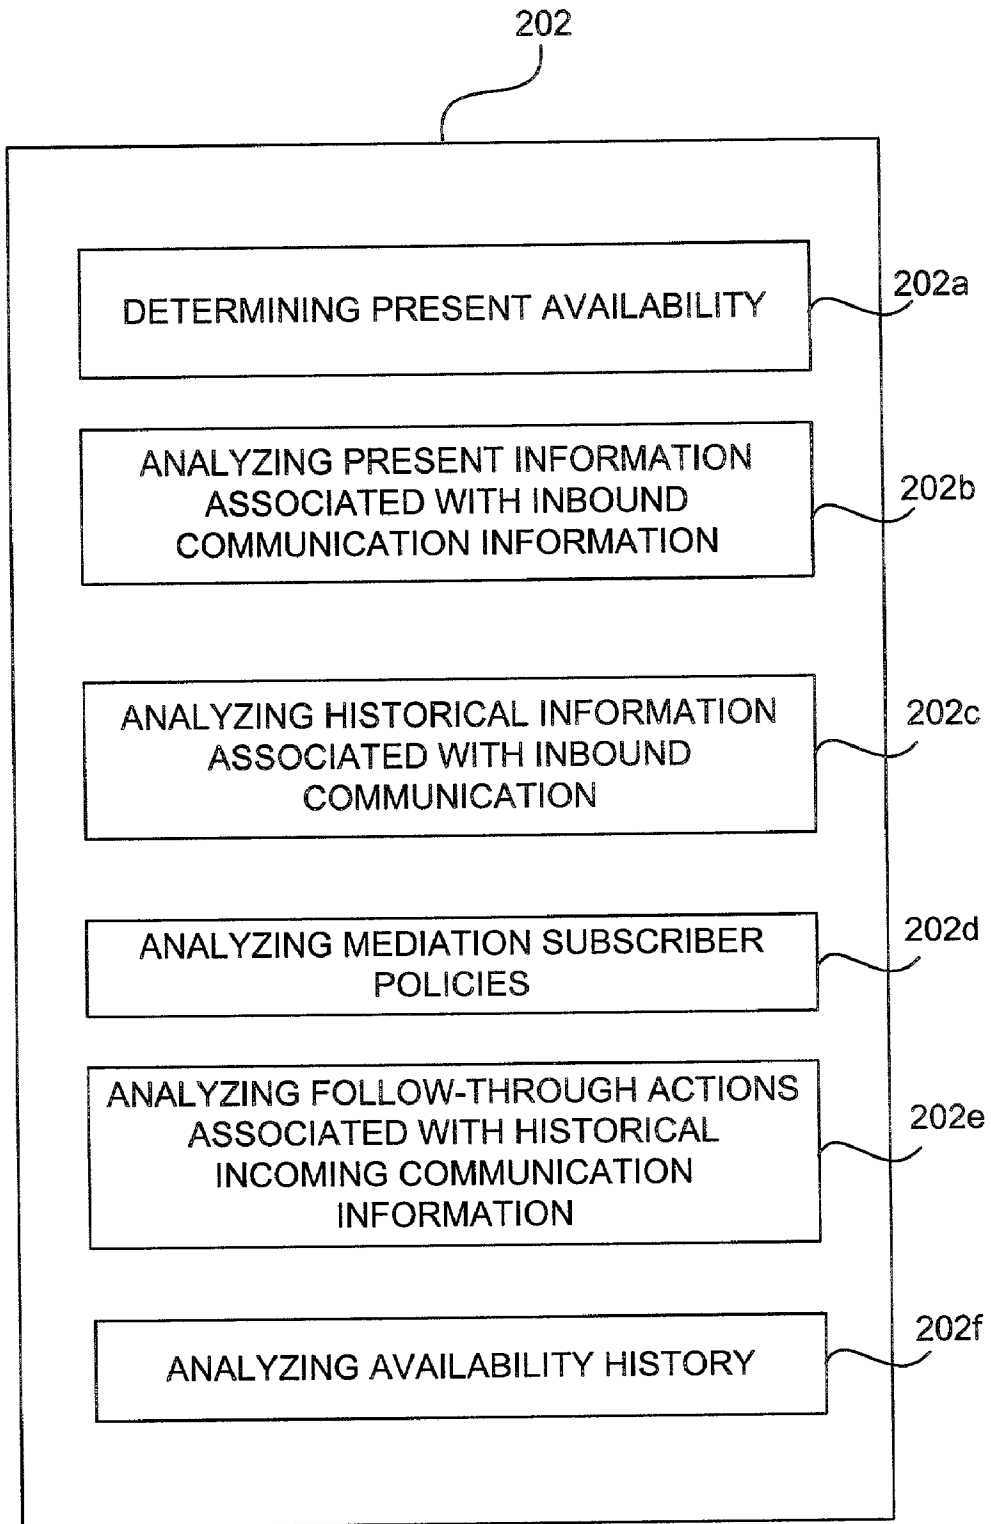 202
DETERMINING PRESENT AVAILABILITY
202a
ANALYZING PRESENT INFORMATION
ASSOCIATED WITH INBOUND
COMMUNICATION INFORMATION
202b
ANALYZING HISTORICAL INFORMATION
ASSOCIATED WITH INBOUND
COMMUNICATION
202c
ANALYZING MEDIATION SUBSCRIBER
POLICIES
202d
ANALYZING FOLLOW-THROUGH ACTIONS
ASSOCIATED WITH HISTORICAL
INCOMING COMMUNICATION
INFORMATION
202e
ANALYZING AVAILABILITY HISTORY
202f